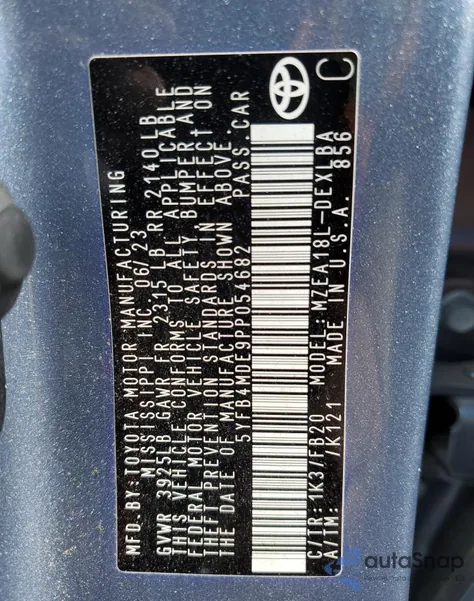 MFD.BY:TOYOTA MOTOR MANUFACTURING
MISSISSIPPI INC. 06/23
GVWR 3925LB GAWR FR 2315 LB RR 2140 LB
THIS VEHICLE CONFORMS TO ALL APPLICABLE
FEDERAL MOTOR VEHICLE SAFETY, BUMPER AND
THEFT PREVENTION STANDARDS IN EFFECT ON
THE DATE OF MANUFACTURE SHOWN ABOVE.
5YFB4MDE9PP054682 PASS.CAR
C
C/TR: 1K3/FB20 MODEL: MZEA18L-DEXLBA
A/TM: /K121 MADE IN U.S.A. 856
autoSnap